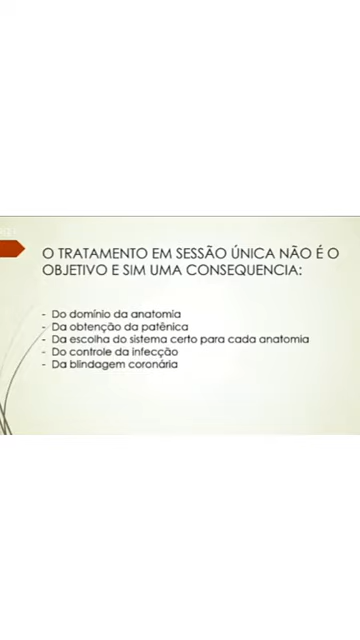 O TRATAMENTO EM SESSÃO ÚNICA NÃO É O
OBJETIVO E SIM UMA CONSEQUENCIA:
- Do domínio da anatomia
- Da obtenção da patênica
- Da escolha do sistema certo para cada anatomia
- Do controle da infecção
- Da blindagem coronária